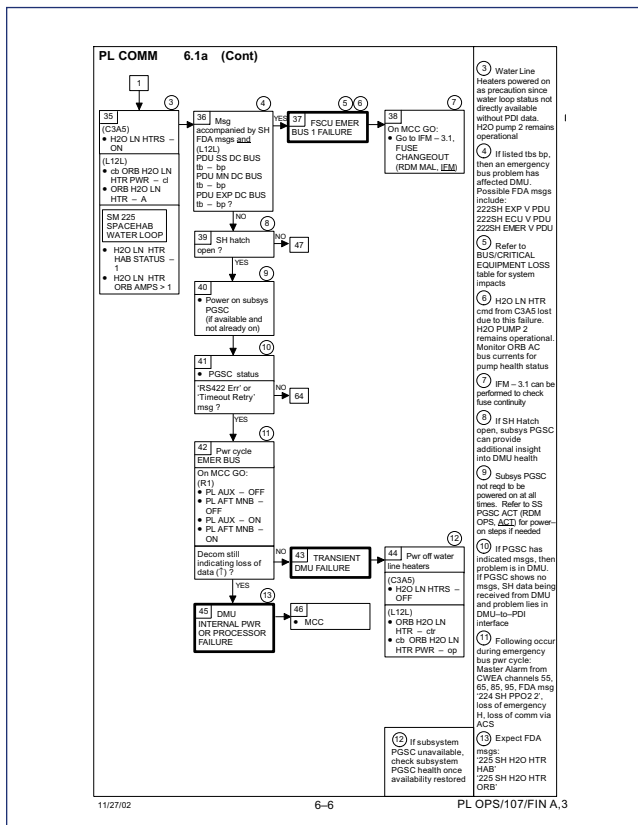 PL COMM 6.1a (Cont)
1
3
35
(C3A5)
• H2O LN HTRS –
ON
(L12L)
• cb ORB H2O LN
HTR PWR – cl
• ORB H2O LN
HTR – A
SM 225
SPACEHAB
WATER LOOP
• H2O LN HTR
HAB STATUS –
1
• H2O LN HTR
ORB AMPS > 1
4
36 Msg
accompanied by SH
FDA msgs and
(L12L)
PDU SS DC BUS
tb – bp
PDU MN DC BUS
tb – bp
PDU EXP DC BUS
tb – bp ?
YES
NO
5 6
37 FSCU EMER
BUS 1 FAILURE
7
38
On MCC GO:
• Go to IFM – 3.1,
FUSE
CHANGEOUT
(RDM MAL, IFM)
8
39 SH hatch
open ?
NO
47
YES
9
40
• Power on subsys
PGSC
(if available and
not already on)
10
41
• PGSC status
'RS422 Err' or
'Timeout Retry'
msg ?
NO
64
YES
11
42 Pwr cycle
EMER BUS
On MCC GO:
(R1)
• PL AUX – OFF
• PL AFT MNB –
OFF
• PL AUX – ON
• PL AFT MNB –
ON
Decom still
indicating loss of
data (↑) ?
NO
YES
43 TRANSIENT
DMU FAILURE
12
44 Pwr off water
line heaters
(C3A5)
• H2O LN HTRS –
OFF
(L12L)
• ORB H2O LN
HTR – ctr
• cb ORB H2O LN
HTR PWR – op
13
45 DMU
INTERNAL PWR
OR PROCESSOR
FAILURE
46
• MCC
3 Water Line
Heaters powered on
as precaution since
water loop status not
directly available
without PDI data.
H2O pump 2 remains
operational
4 If listed tbs bp,
then an emergency
bus problem has
affected DMU.
Possible FDA msgs
include:
222SH EXP V PDU
222SH ECU V PDU
222SH EMER V PDU
5 Refer to
BUS/CRITICAL
EQUIPMENT LOSS
table for system
impacts
6 H2O LN HTR
cmd from C3A5 lost
due to this failure.
H2O PUMP 2
remains operational.
Monitor ORB AC
bus currents for
pump health status
7 IFM – 3.1 can be
performed to check
fuse continuity
8 If SH Hatch
open, subsys PGSC
can provide
additional insight
into DMU health
9 Subsys PGSC
not reqd to be
powered on at all
times. Refer to SS
PGSC ACT (RDM
OPS, ACT) for power–
on steps if needed
10 If PGSC has
indicated msgs, then
problem is in DMU.
If PGSC shows no
msgs, SH data being
received from DMU
and problem lies in
DMU–to–PDI
interface
11 Following occur
during emergency
bus pwr cycle:
Master Alarm from
CWEA channels 55,
65, 85, 95, FDA msg
'224 SH PPO2 2',
loss of emergency
H, loss of comm via
ACS
12 If subsystem
PGSC unavailable,
check subsystem
PGSC health once
availability restored
13 Expect FDA
msgs:
'225 SH H2O HTR
HAB'
'225 SH H2O HTR
ORB'
11/27/02 6–6 PL OPS/107/FIN A,3